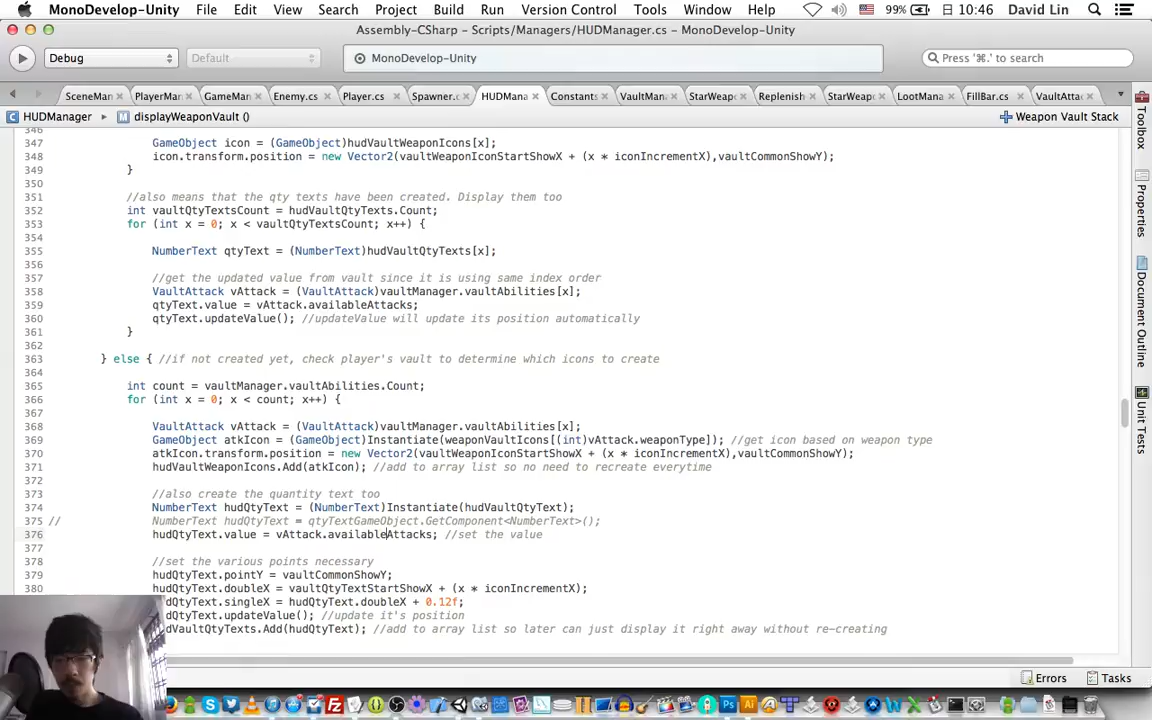 MonoDevelop-Unity File Edit View Search Project Build Run Version Control Tools Window Help 99% 10:46 David Lin
Assembly-CSharp - Scripts/Managers/HUDManager.cs - MonoDevelop-Unity
Debug Default MonoDevelop-Unity Press '⌘.' to search
SceneMan PlayerMan GameMan Enemy.cs Player.cs Spawner.c HUDMana Constants VaultMan StarWeap Replenish StarWeap LootMana FillBar.cs VaultAttac
HUDManager displayWeaponVault () Weapon Vault Stack
346
347 GameObject icon = (GameObject)hudVaultWeaponIcons[x];
348 icon.transform.position = new Vector2(vaultWeaponIconStartShowX + (x * iconIncrementX),vaultCommonShowY);
349 }
350
351 //also means that the qty texts have been created. Display them too
352 int vaultQtyTextsCount = hudVaultQtyTexts.Count;
353 for (int x = 0; x < vaultQtyTextsCount; x++) {
354
355 NumberText qtyText = (NumberText)hudVaultQtyTexts[x];
356
357 //get the updated value from vault since it is using same index order
358 VaultAttack vAttack = (VaultAttack)vaultManager.vaultAbilities[x];
359 qtyText.value = vAttack.availableAttacks;
360 qtyText.updateValue(); //updateValue will update its position automatically
361 }
362
363 } else { //if not created yet, check player's vault to determine which icons to create
364
365 int count = vaultManager.vaultAbilities.Count;
366 for (int x = 0; x < count; x++) {
367
368 VaultAttack vAttack = (VaultAttack)vaultManager.vaultAbilities[x];
369 GameObject atkIcon = (GameObject)Instantiate(weaponVaultIcons[(int)vAttack.weaponType]); //get icon based on weapon type
370 atkIcon.transform.position = new Vector2(vaultWeaponIconStartShowX + (x * iconIncrementX),vaultCommonShowY);
371 hudVaultWeaponIcons.Add(atkIcon); //add to array list so no need to recreate everytime
372
373 //also create the quantity text too
374 NumberText hudQtyText = (NumberText)Instantiate(hudVaultQtyText);
375 // NumberText hudQtyText = qtyTextGameObject.GetComponent<NumberText>();
376 hudQtyText.value = vAttack.availableAttacks; //set the value
377
378 //set the various points necessary
379 hudQtyText.pointY = vaultCommonShowY;
380 hudQtyText.doubleX = vaultQtyTextStartShowX + (x * iconIncrementX);
dQtyText.singleX = hudQtyText.doubleX + 0.12f;
dQtyText.updateValue(); //update it's position
dVaultQtyTexts.Add(hudQtyText); //add to array list so later can just display it right away without re-creating
Toolbox
Properties
Document Outline
Unit Tests
Errors Tasks